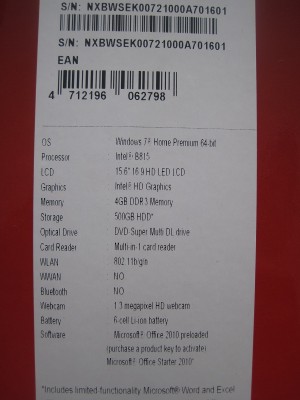 S/N: NXBWSEK00721000A701601
S/N: NXBWSEK00721000A701601
EAN
4 712196 062798
OS : Windows 7® Home Premium 64-bit
Processor : Intel® B815
LCD : 15.6" 16:9 HD LED LCD
Graphics : Intel® HD Graphics
Memory : 4GB DDR3 Memory
Storage : 500GB HDD*
Optical Drive : DVD-Super Multi DL drive
Card Reader : Multi-in-1 card reader
WLAN : 802.11b/g/n
WWAN : NO
Bluetooth : NO
Webcam : 1.3 megapixel HD webcam
Battery : 6-cell Li-ion battery
Software : Microsoft® Office 2010 preloaded
(purchase a product key to activate)
Microsoft® Office Starter 2010*
*Includes limited-functionality Microsoft® Word and Excel